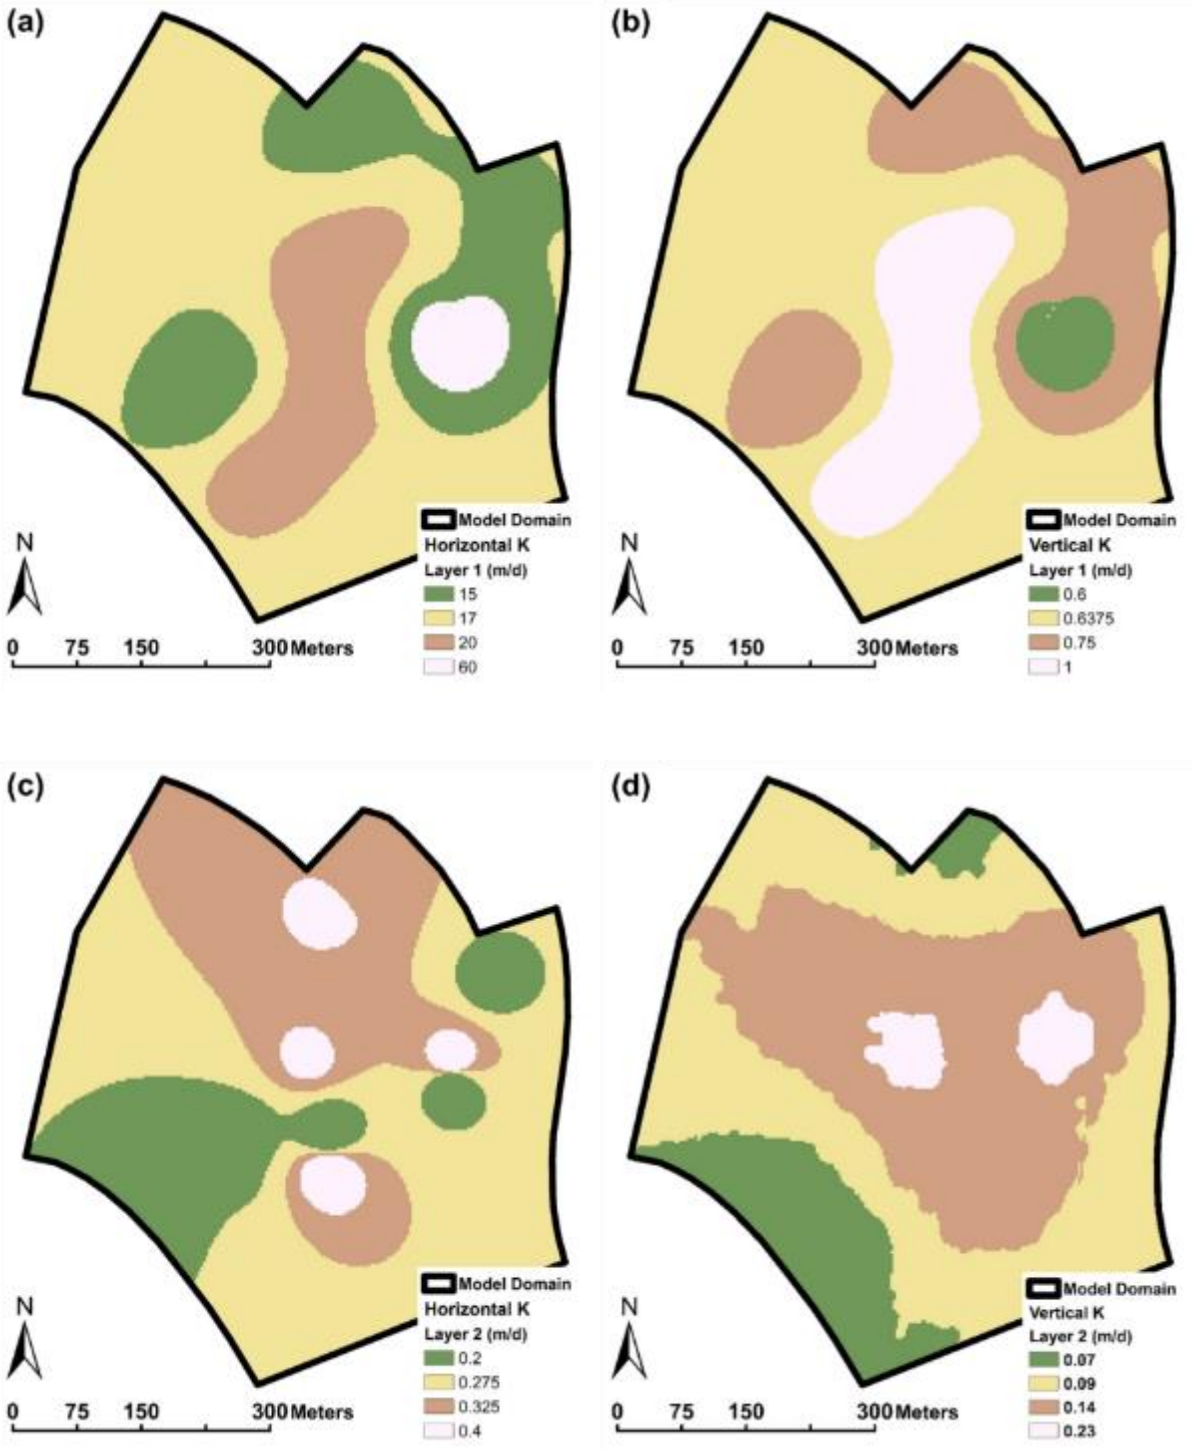 (a)
Model Domain
Horizontal K
Layer 1 (m/d)
15
17
20
60
N
0 75 150 300 Meters
(b)
Model Domain
Vertical K
Layer 1 (m/d)
0.6
0.6375
0.75
1
N
0 75 150 300 Meters
(c)
Model Domain
Horizontal K
Layer 2 (m/d)
0.2
0.275
0.325
0.4
N
0 75 150 300 Meters
(d)
Model Domain
Vertical K
Layer 2 (m/d)
0.07
0.09
0.14
0.23
N
0 75 150 300 Meters